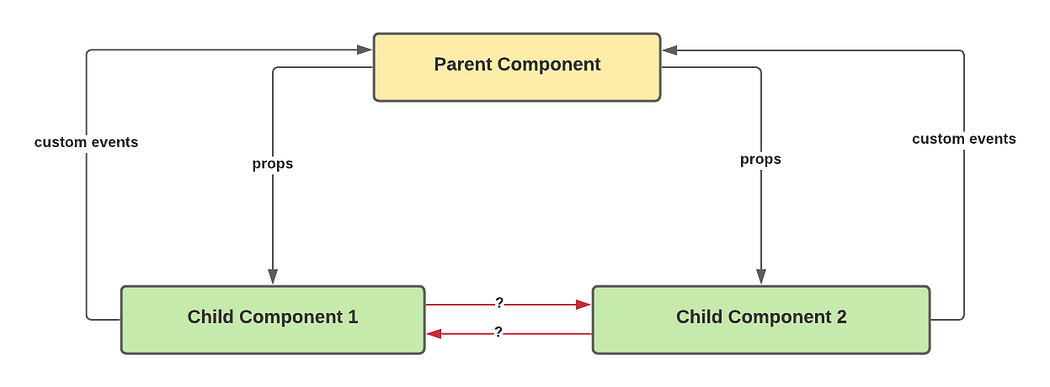 Parent Component
custom events
custom events
props
props
?
Child Component 1
Child Component 2
?